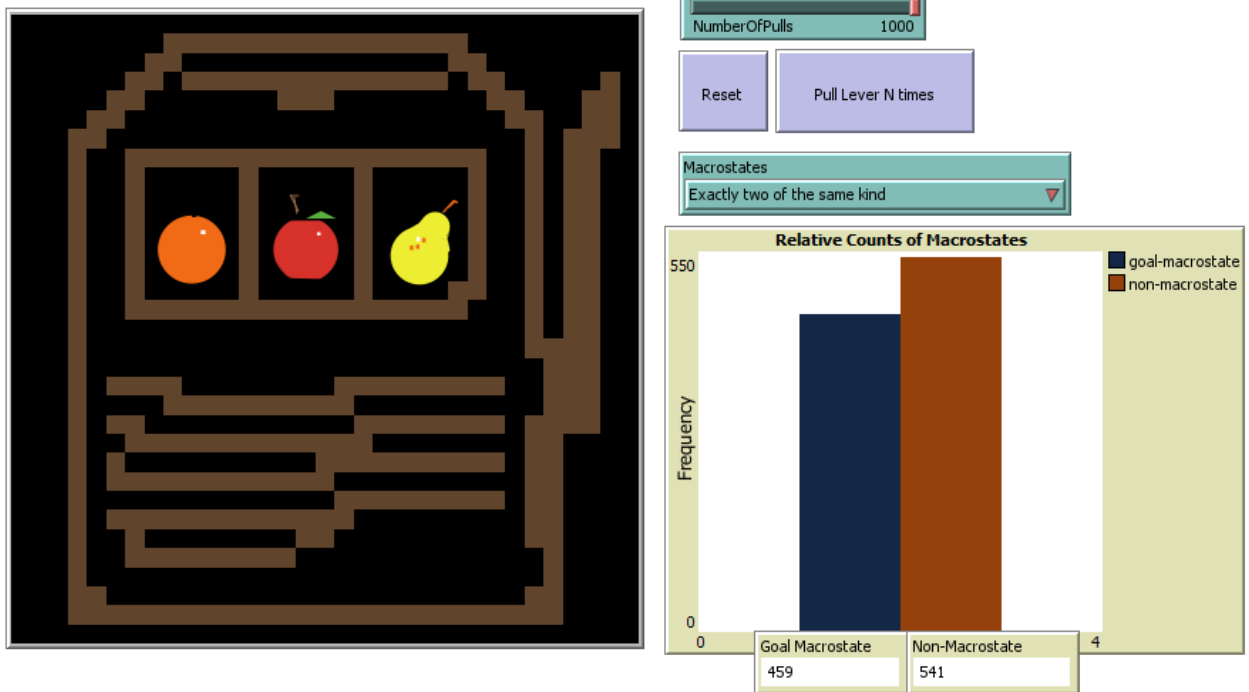 NumberOfPulls 1000
Reset
Pull Lever N times
Macrostates
Exactly two of the same kind
Relative Counts of Macrostates
550
goal-macrostate
non-macrostate
Frequency
0
0 4
Goal Macrostate Non-Macrostate
459 541